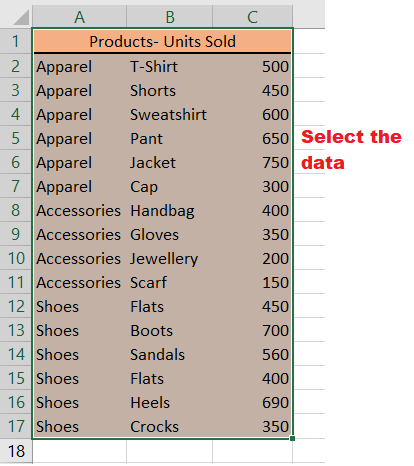 A B C
1 Products- Units Sold
2 Apparel T-Shirt 500
3 Apparel Shorts 450
4 Apparel Sweatshirt 600
5 Apparel Pant 650 Select the
6 Apparel Jacket 750 data
7 Apparel Cap 300
8 Accessories Handbag 400
9 Accessories Gloves 350
10 Accessories Jewellery 200
11 Accessories Scarf 150
12 Shoes Flats 450
13 Shoes Boots 700
14 Shoes Sandals 560
15 Shoes Flats 400
16 Shoes Heels 690
17 Shoes Crocks 350
18